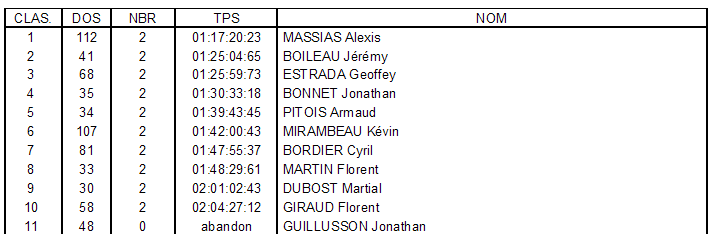 CLAS. DOS NBR TPS NOM
1 112 2 01:17:20:23 MASSIAS Alexis
2 41 2 01:25:04:65 BOILEAU Jérémy
3 68 2 01:25:59:73 ESTRADA Geoffey
4 35 2 01:30:33:18 BONNET Jonathan
5 34 2 01:39:43:45 PITOIS Armaud
6 107 2 01:42:00:43 MIRAMBEAU Kévin
7 81 2 01:47:55:37 BORDIER Cyril
8 33 2 01:48:29:61 MARTIN Florent
9 30 2 02:01:02:43 DUBOST Martial
10 58 2 02:04:27:12 GIRAUD Florent
11 48 0 abandon GUILLUSSON Jonathan